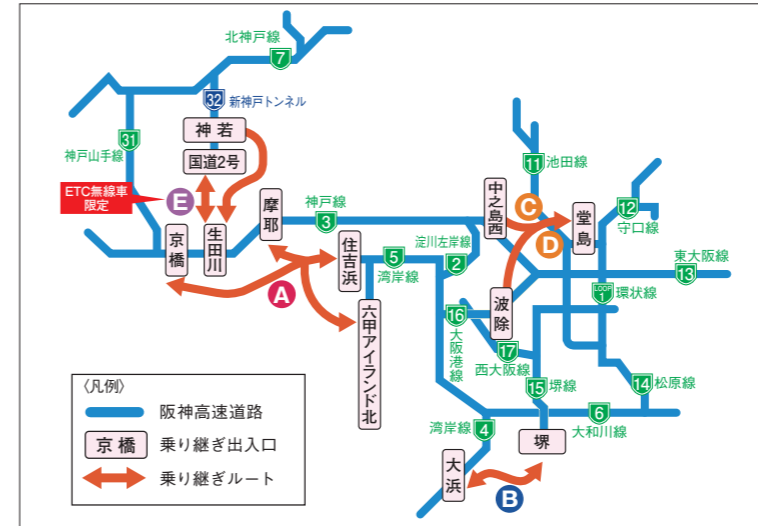 北神戸線
7
32
新神戸トンネル
神若
国道2号
31
神戸山手線
ETC無線車
限定
E
京橋
生田川
摩耶
神戸線
3
A
住吉浜
六甲アイランド北
5
湾岸線
淀川左岸線
2
中之島西
11
池田線
C
D
堂島
12
守口線
東大阪線
13
LOOP
1
環状線
波除
16
大阪港線
17
西大阪線
15
堺線
14
松原線
6
大和川線
湾岸線
4
堺
大浜
B
〈凡例〉
阪神高速道路
京橋
乗り継ぎ出入口
乗り継ぎルート